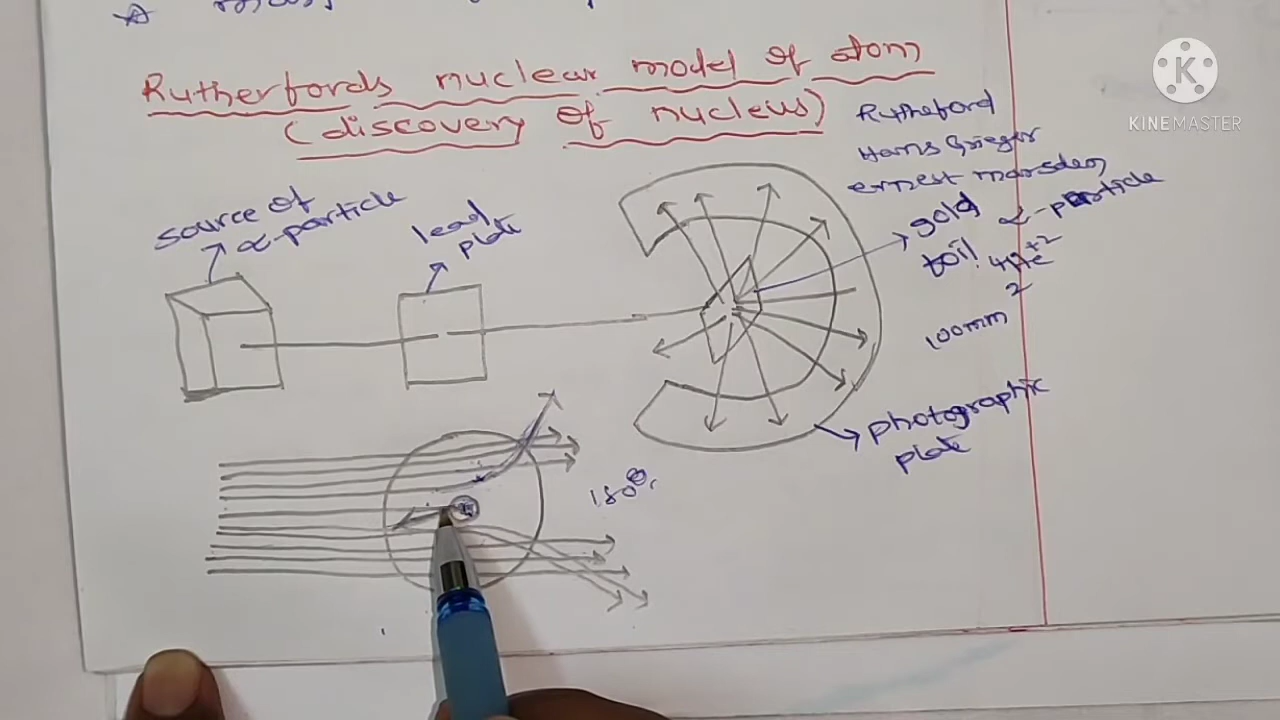 Rutherfords nuclear model of atom
(discovery of nucleus)
Rutheford
Hans Grieger
ernest marsden
source of
α-particle
lead
plate
gold
foil
α-particle
4He+2
2
100mm
photographic
plate
180°
K
KINEMASTER